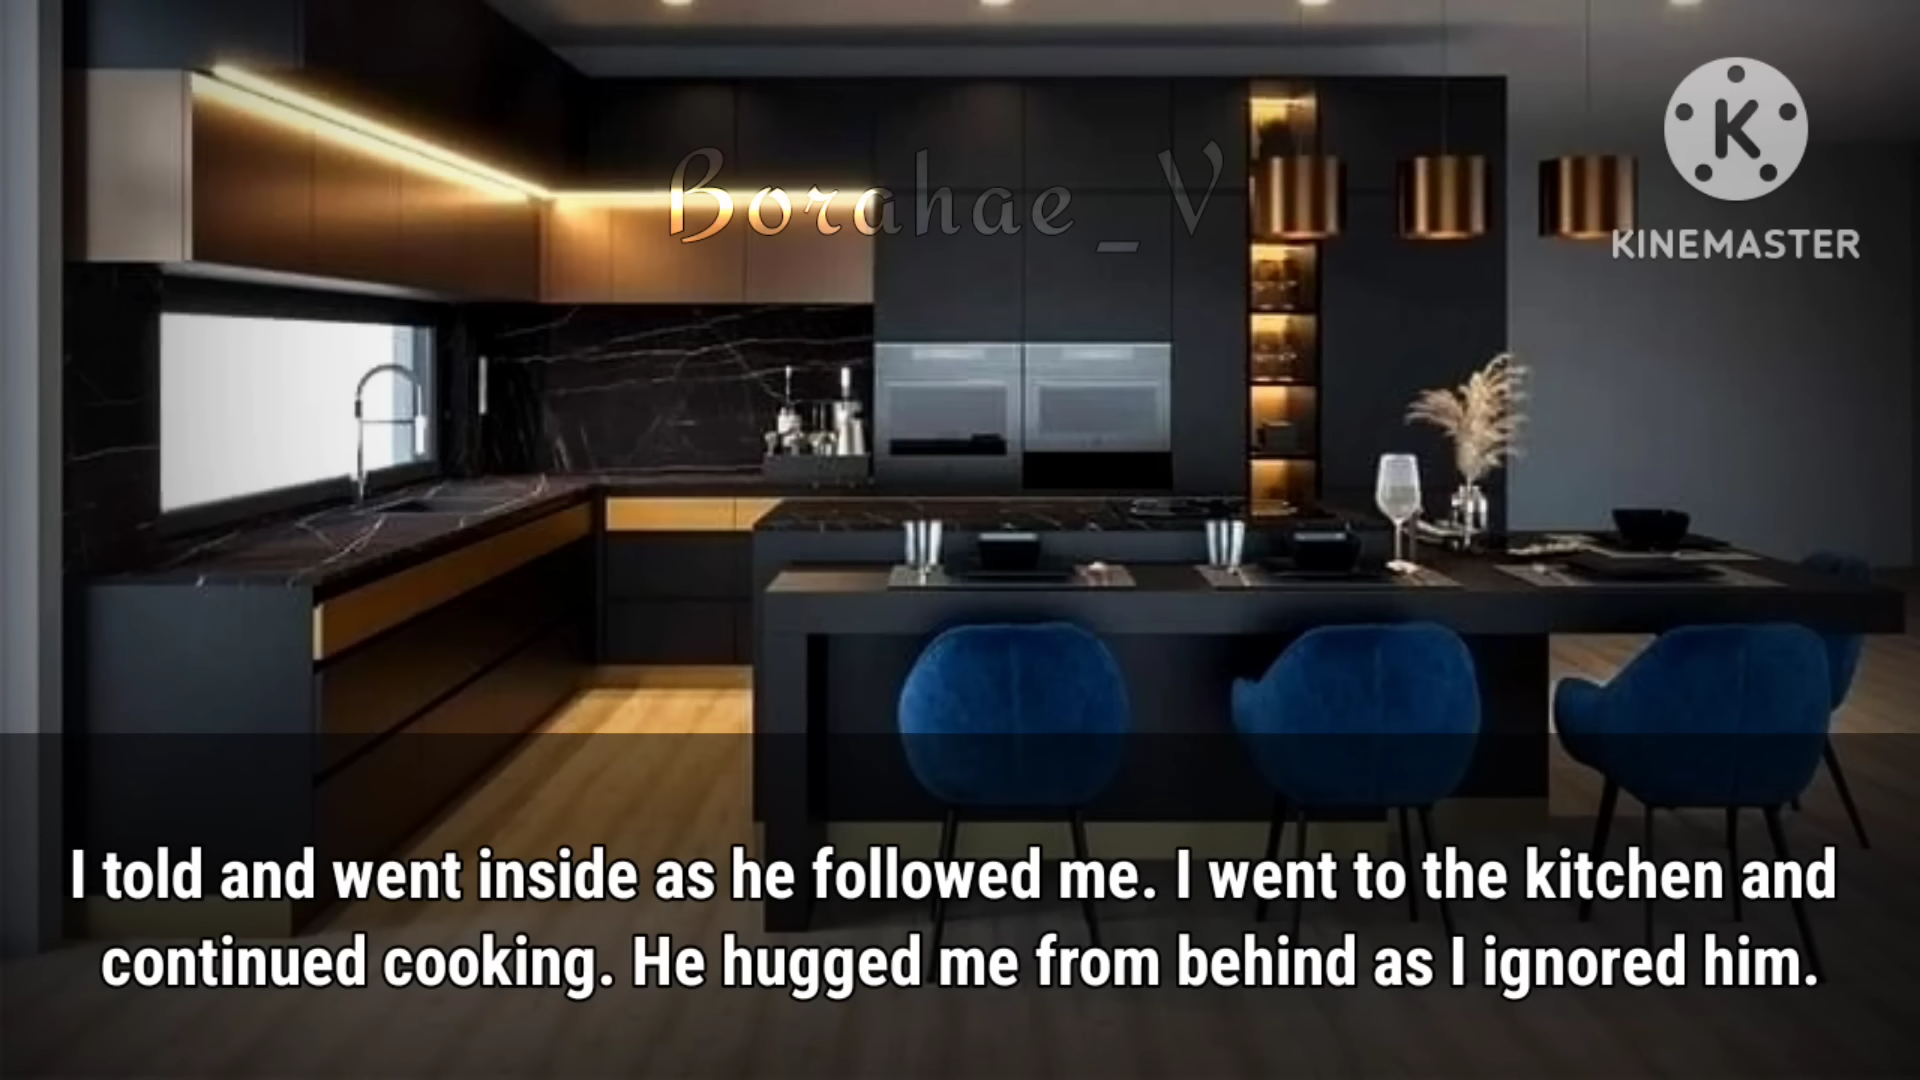 Borahae_V
K
KINEMASTER
I told and went inside as he followed me. I went to the kitchen and
continued cooking. He hugged me from behind as I ignored him.